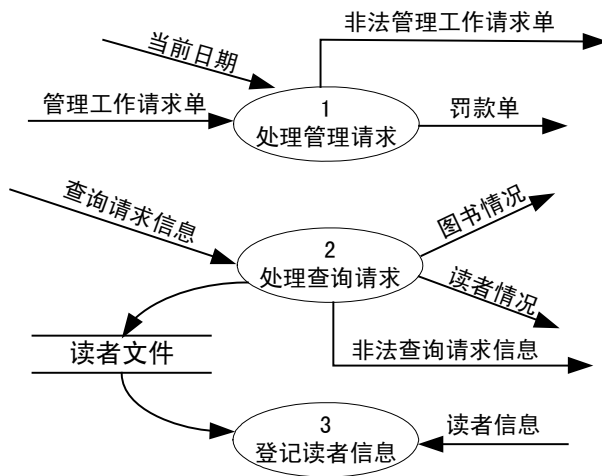 非法管理工作请求单
当前日期
管理工作请求单
1
处理管理请求
罚款单
查询请求信息
图书情况
2
处理查询请求
读者情况
读者文件
非法查询请求信息
3
登记读者信息
读者信息